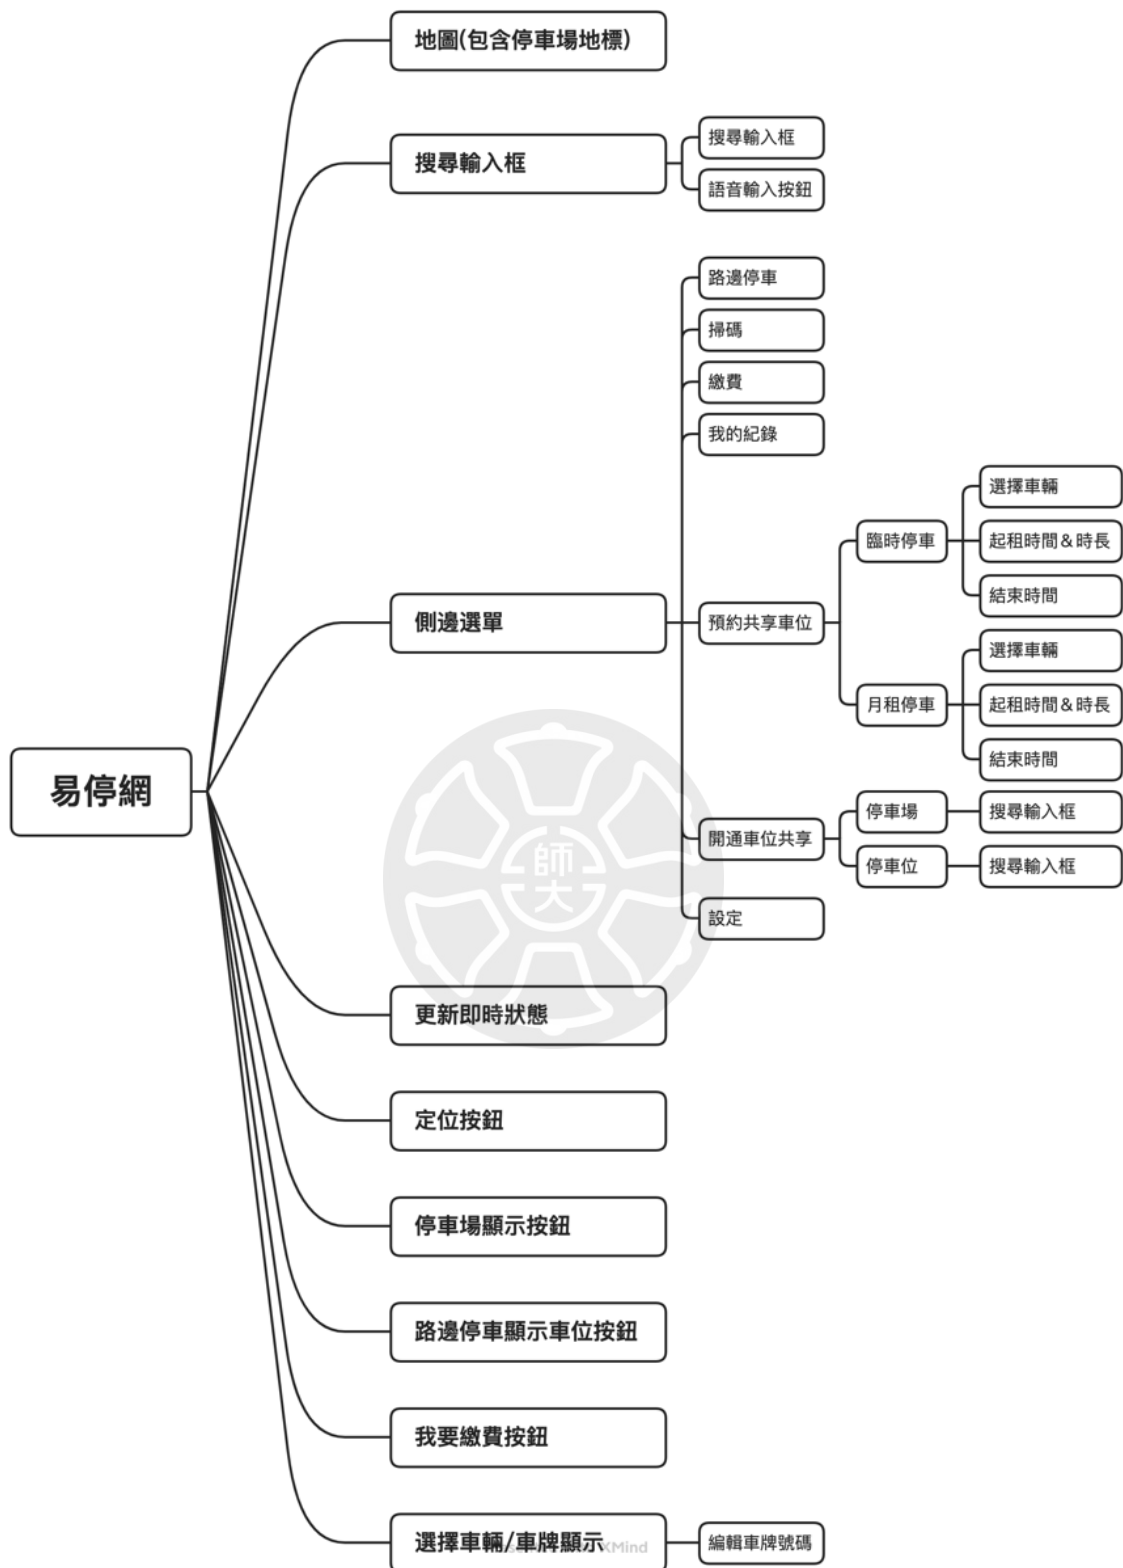 地圖(包含停車場地標)
搜尋輸入框
搜尋輸入框
語音輸入按鈕
路邊停車
掃碼
繳費
我的紀錄
選擇車輛
臨時停車
起租時間&時長
結束時間
側邊選單
預約共享車位
選擇車輛
月租停車
起租時間&時長
結束時間
易停網
停車場
搜尋輸入框
開通車位共享
停車位
搜尋輸入框
師大
設定
更新即時狀態
定位按鈕
停車場顯示按鈕
路邊停車顯示車位按鈕
我要繳費按鈕
選擇車輛/車牌顯示
XMind
編輯車牌號碼